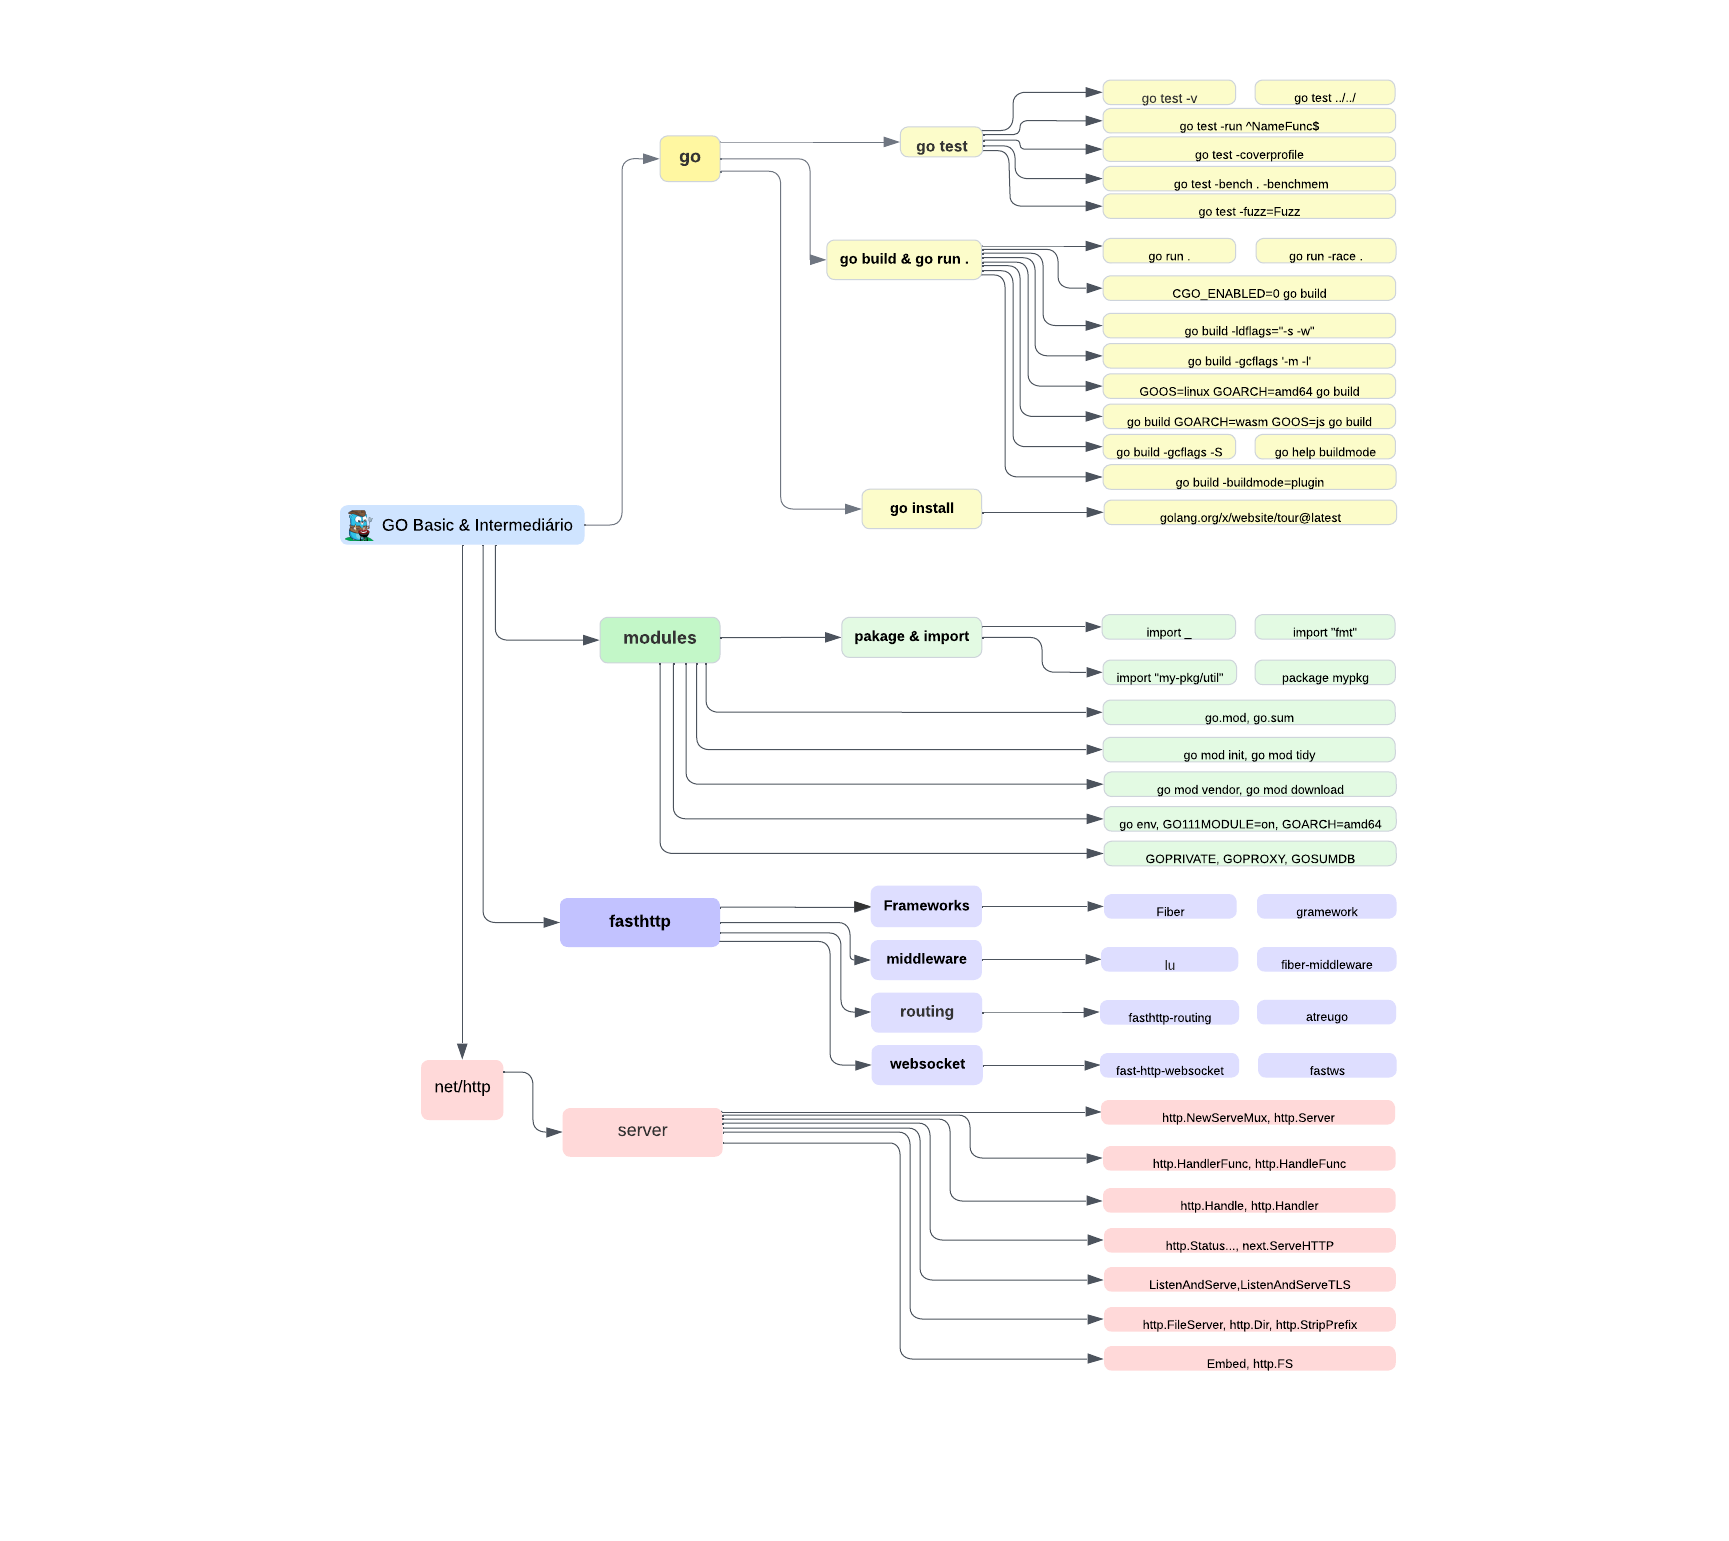 go test -v
go test ../../
go test -run ^NameFunc$
go test -coverprofile
go test -bench . -benchmem
go test -fuzz=Fuzz
go test
go
go build & go run .
go run .
go run -race .
CGO_ENABLED=0 go build
go build -ldflags="-s -w"
go build -gcflags '-m -l'
GOOS=linux GOARCH=amd64 go build
go build GOARCH=wasm GOOS=js go build
go build -gcflags -S
go help buildmode
go build -buildmode=plugin
go install
golang.org/x/website/tour@latest
GO Basic & Intermediário
modules
pakage & import
import _
import "fmt"
import "my-pkg/util"
package mypkg
go.mod, go.sum
go mod init, go mod tidy
go mod vendor, go mod download
go env, GO111MODULE=on, GOARCH=amd64
GOPRIVATE, GOPROXY, GOSUMDB
fasthttp
Frameworks
Fiber
gramework
middleware
lu
fiber-middleware
routing
fasthttp-routing
atreugo
websocket
fast-http-websocket
fastws
net/http
server
http.NewServeMux, http.Server
http.HandlerFunc, http.HandleFunc
http.Handle, http.Handler
http.Status..., next.ServeHTTP
ListenAndServe,ListenAndServeTLS
http.FileServer, http.Dir, http.StripPrefix
Embed, http.FS